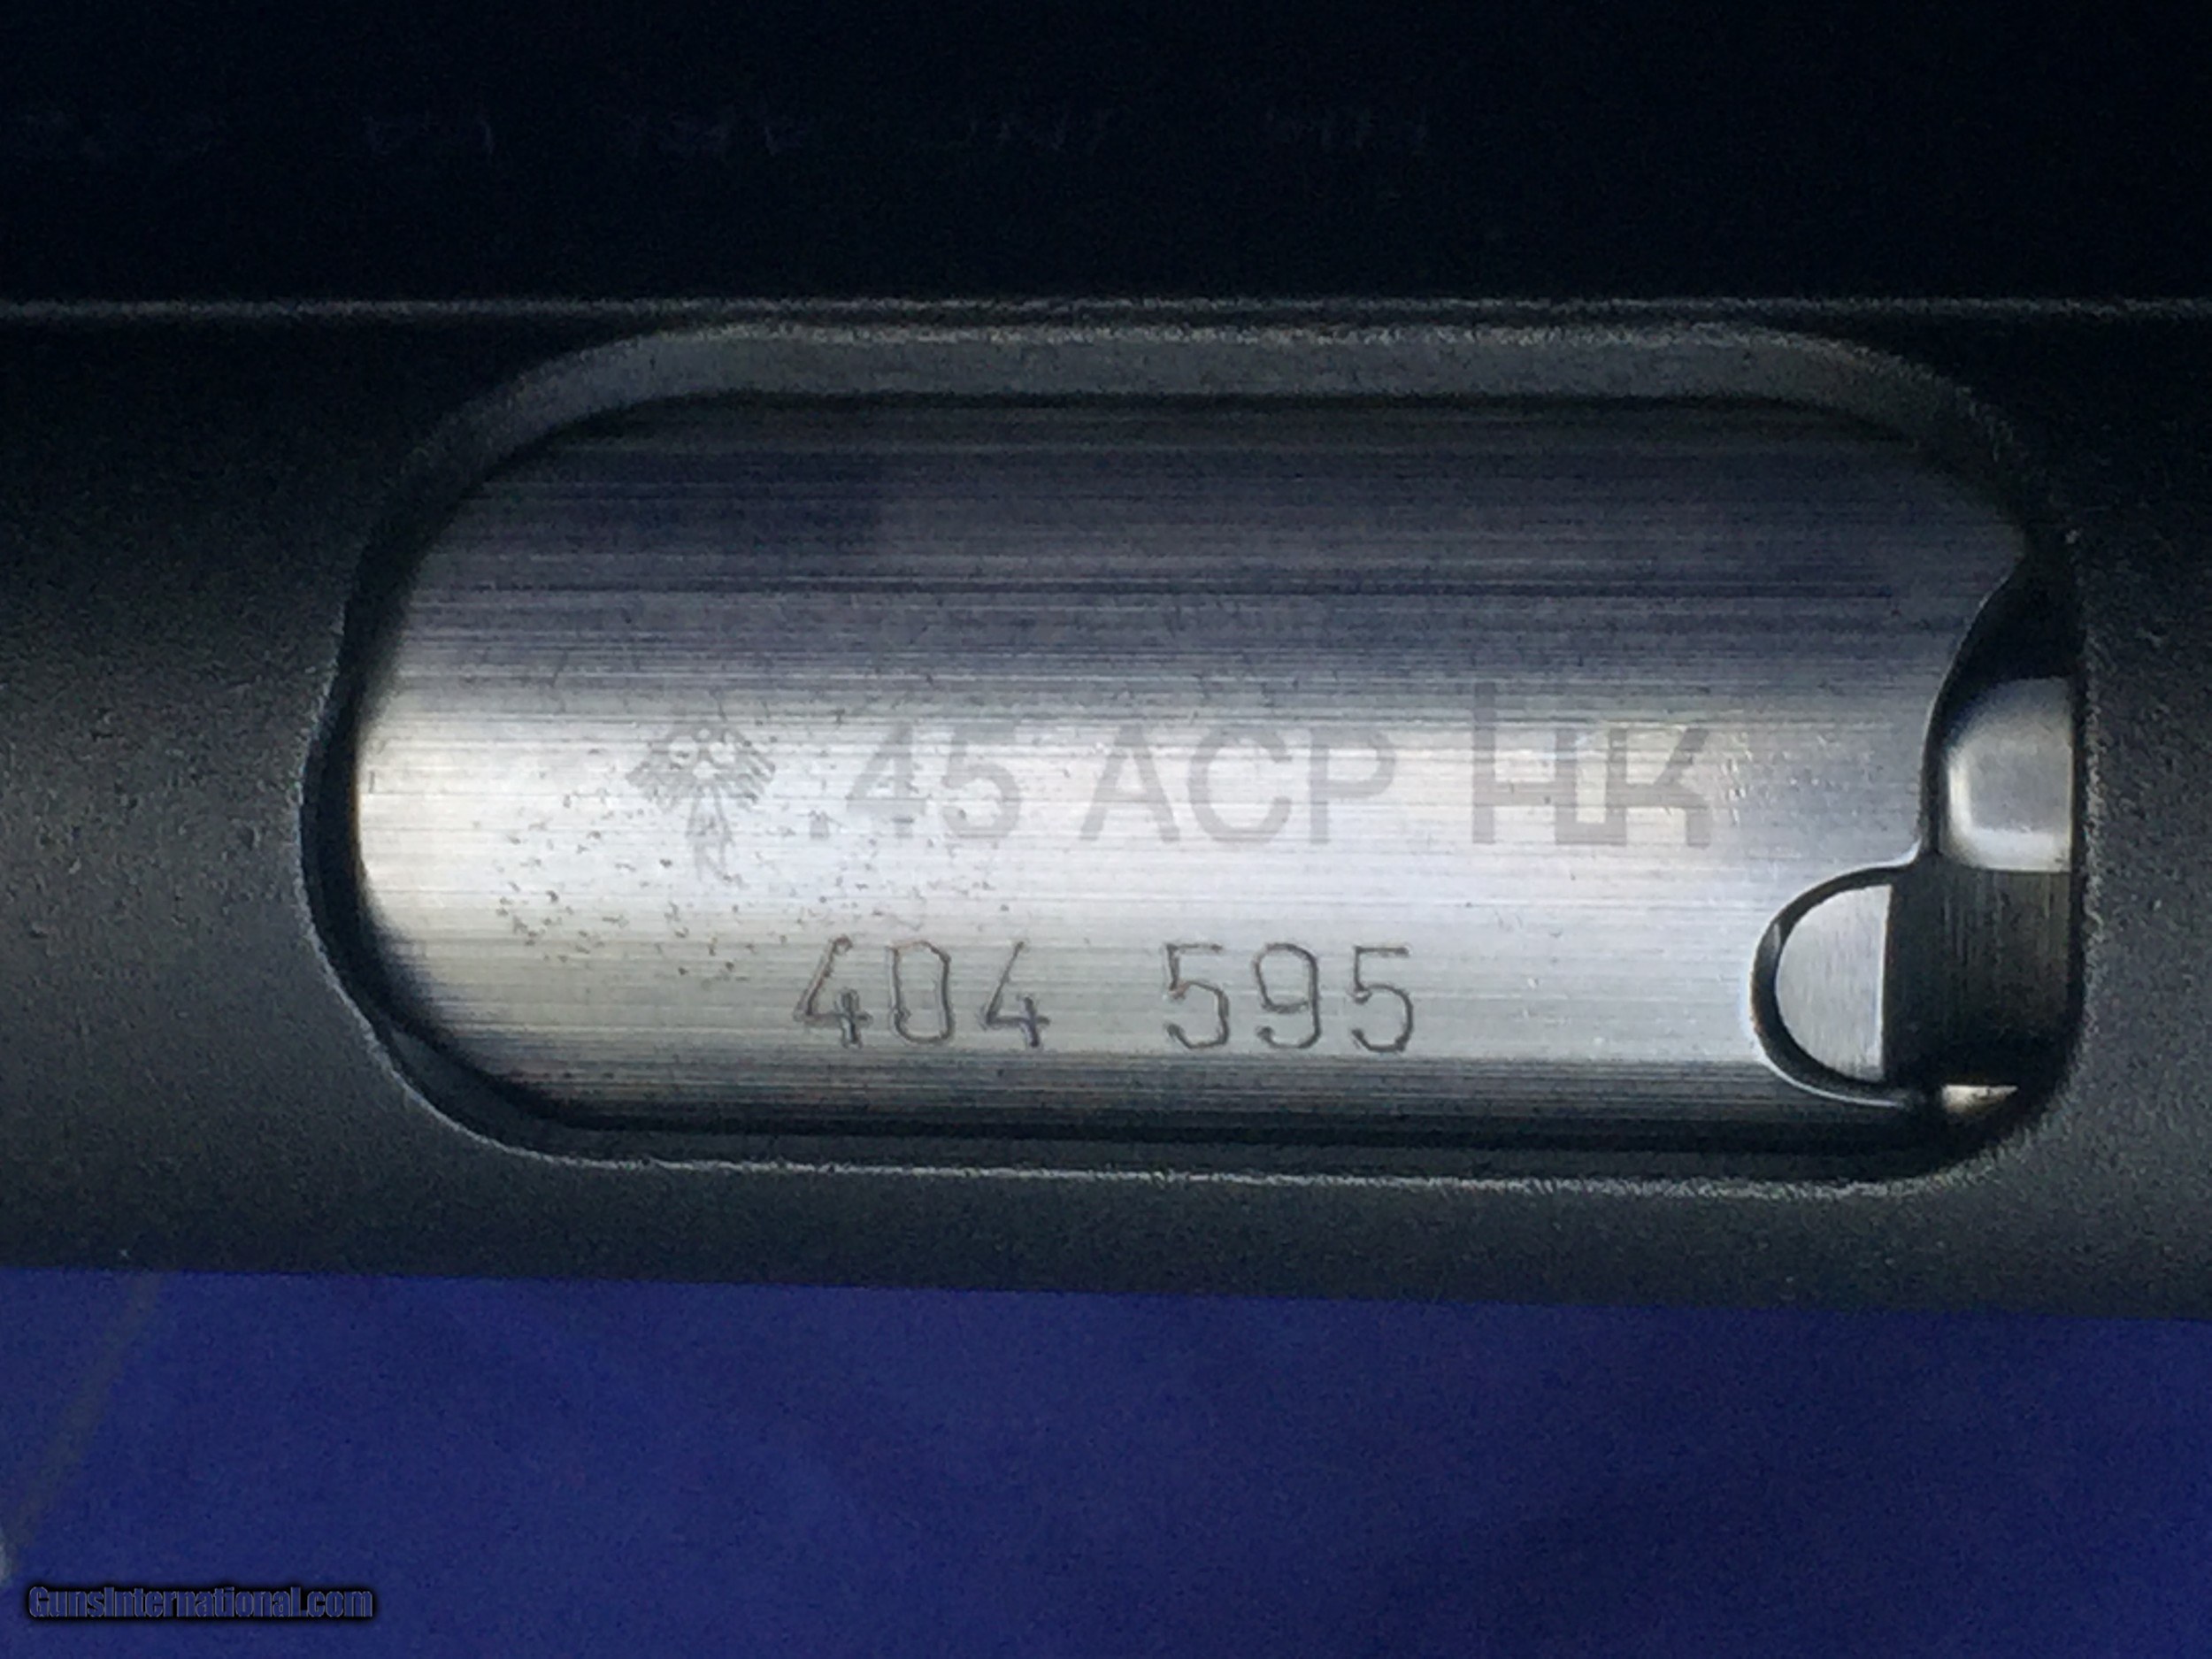 .45 ACP HK
404 595
GunsInternational.com